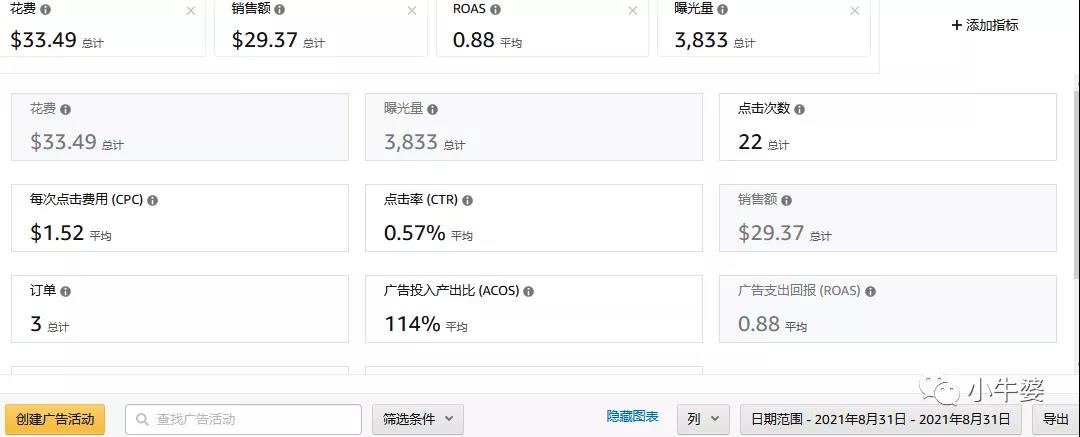 花费 销售额 ROAS 曝光量
$33.49 总计 $29.37 总计 0.88 平均 3,833 总计
+ 添加指标
花费 曝光量 点击次数
$33.49 总计 3,833 总计 22 总计
每次点击费用 (CPC) 点击率 (CTR) 销售额
$1.52 平均 0.57% 平均 $29.37 总计
订单 广告投入产出比 (ACOS) 广告支出回报 (ROAS)
3 总计 114% 平均 0.88 平均
小牛婆
创建广告活动 查找广告活动 筛选条件 隐藏图表 列 日期范围 - 2021年8月31日 - 2021年8月31日 导出